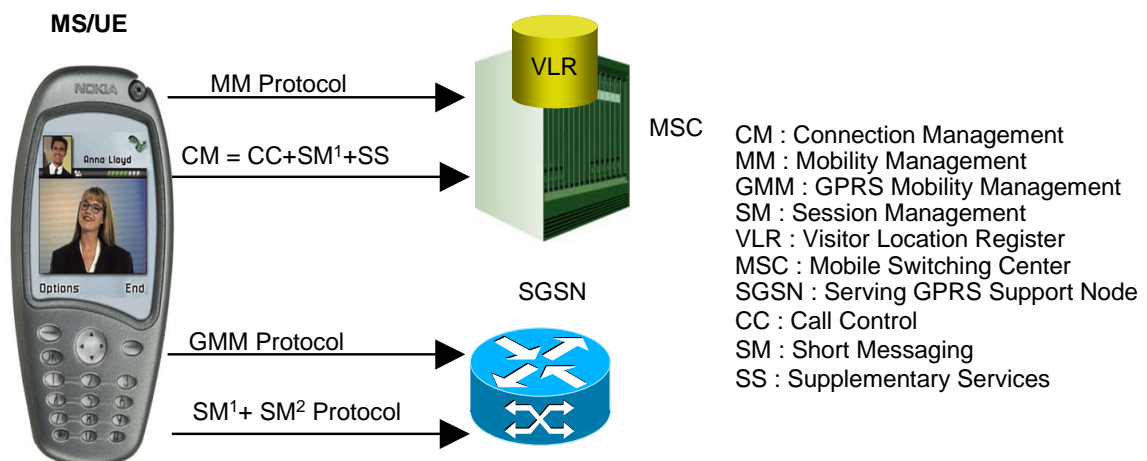 MS/UE
NOKIA
Anna Lloyd
Options End
MM Protocol
CM = CC+SM¹+SS
VLR
MSC
SGSN
GMM Protocol
SM¹+ SM² Protocol
CM : Connection Management
MM : Mobility Management
GMM : GPRS Mobility Management
SM : Session Management
VLR : Visitor Location Register
MSC : Mobile Switching Center
SGSN : Serving GPRS Support Node
CC : Call Control
SM : Short Messaging
SS : Supplementary Services